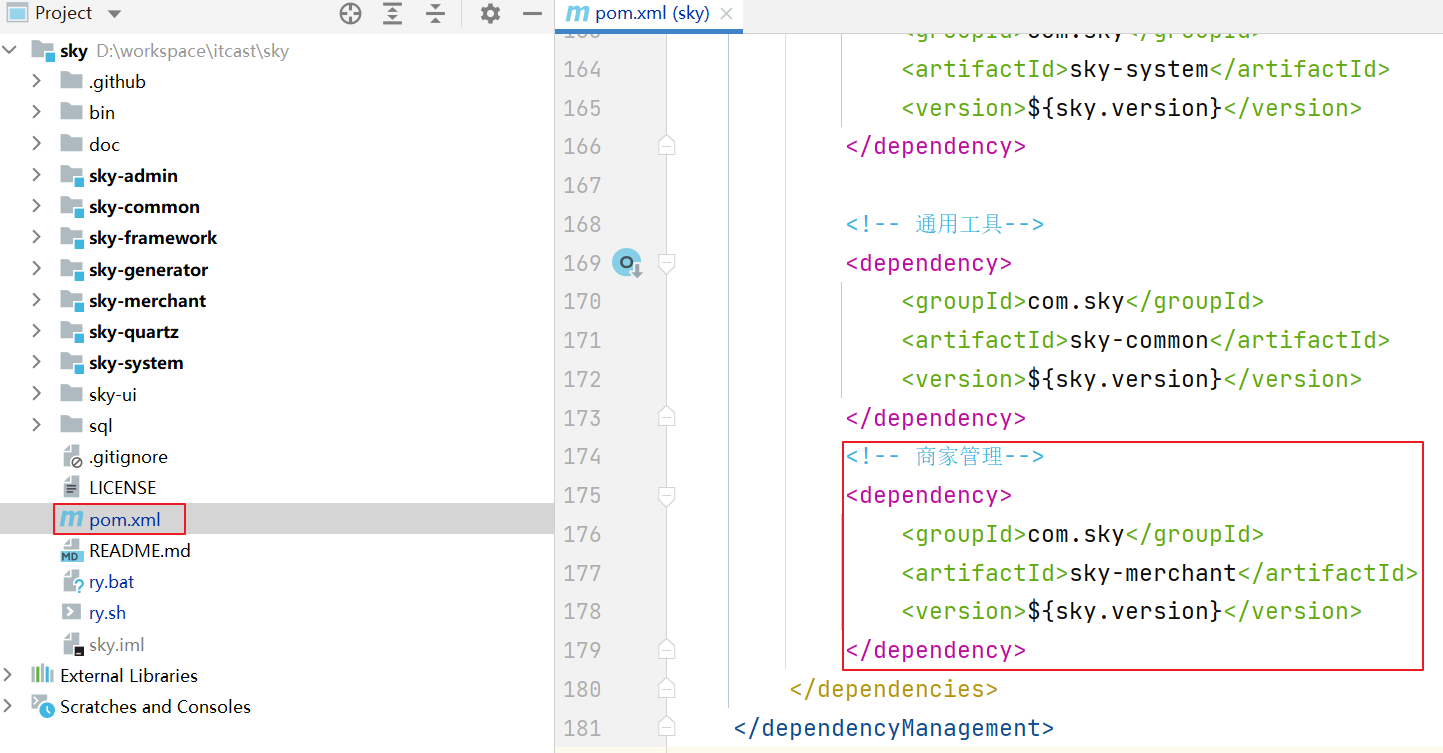 Project
sky D:\workspace\itcast\sky
.github
bin
doc
sky-admin
sky-common
sky-framework
sky-generator
sky-merchant
sky-quartz
sky-system
sky-ui
sql
.gitignore
LICENSE
pom.xml
README.md
ry.bat
ry.sh
sky.iml
External Libraries
Scratches and Consoles
pom.xml (sky)
163 <groupId>com.sky</groupId>
164 <artifactId>sky-system</artifactId>
165 <version>${sky.version}</version>
166 </dependency>
167
168 <!-- 通用工具-->
169 <dependency>
170 <groupId>com.sky</groupId>
171 <artifactId>sky-common</artifactId>
172 <version>${sky.version}</version>
173 </dependency>
174 <!-- 商家管理-->
175 <dependency>
176 <groupId>com.sky</groupId>
177 <artifactId>sky-merchant</artifactId>
178 <version>${sky.version}</version>
179 </dependency>
180 </dependencies>
181 </dependencyManagement>